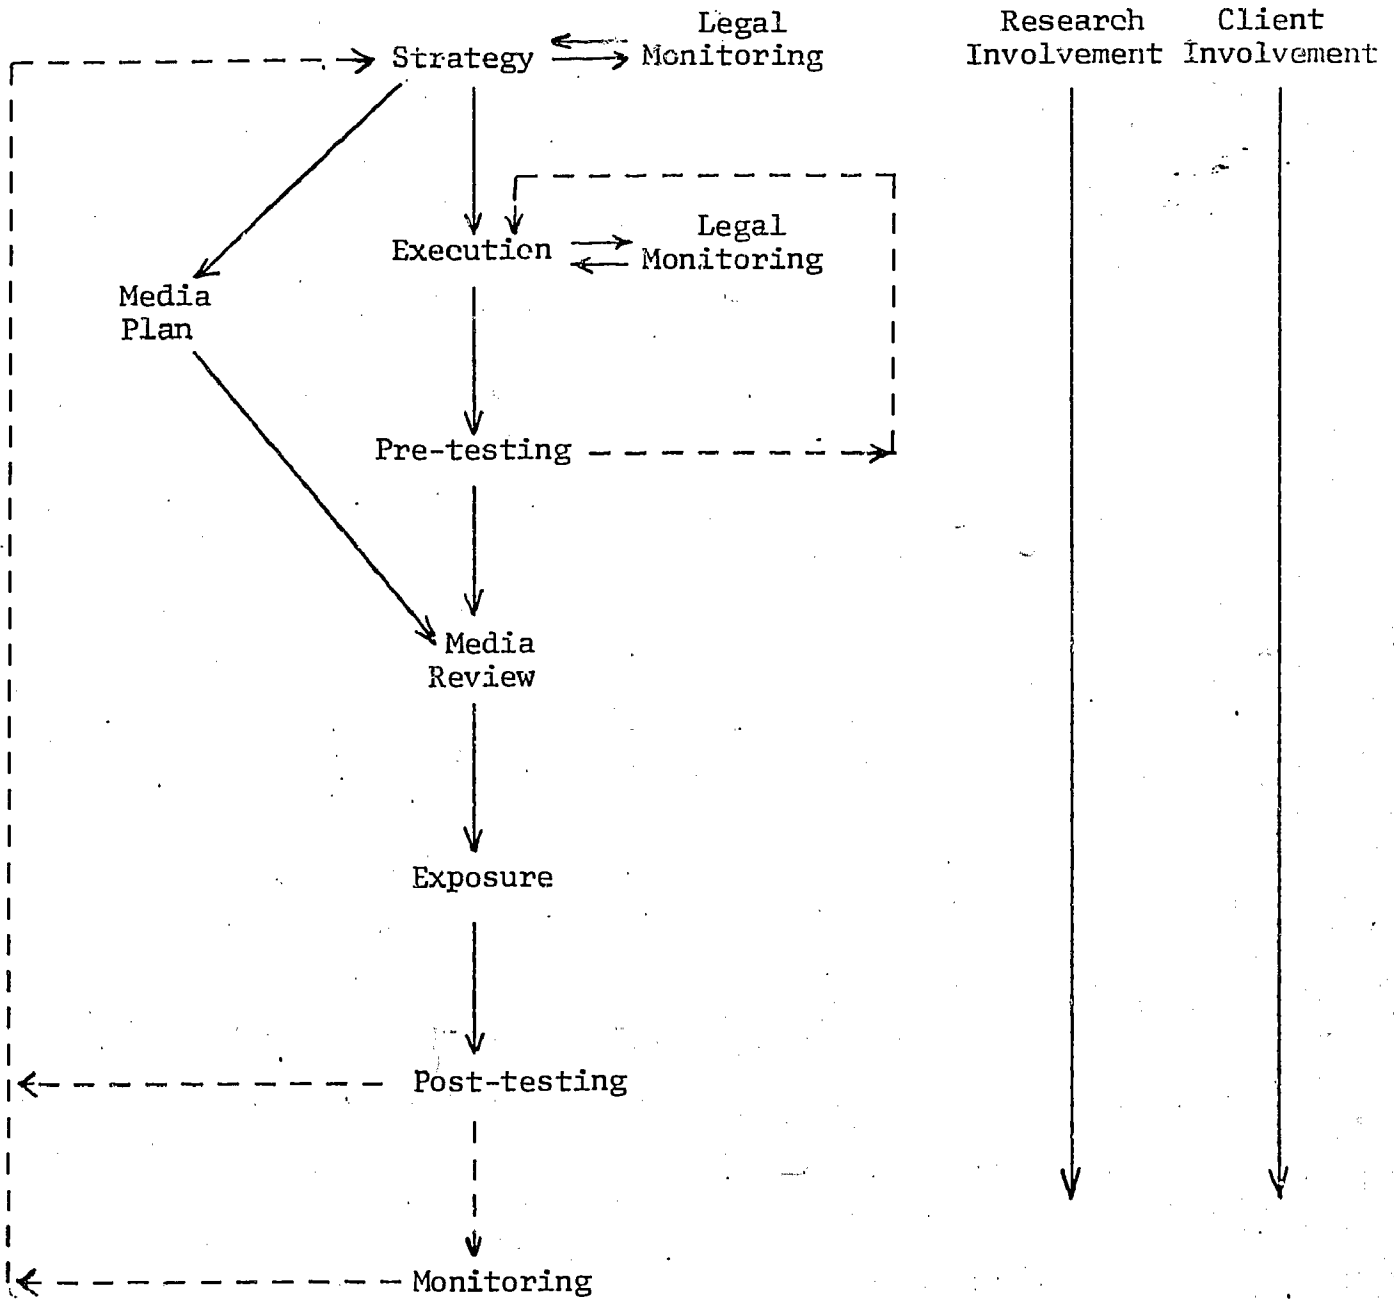 Strategy
Legal
Monitoring
Research
Involvement
Client
Involvement
Execution
Legal
Monitoring
Media
Plan
Pre-testing
Media
Review
Exposure
Post-testing
Monitoring